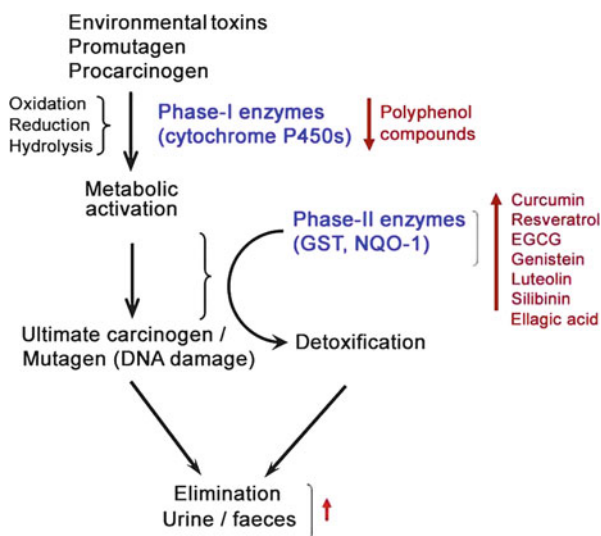 Environmental toxins
Promutagen
Procarcinogen
Oxidation
Reduction
Hydrolysis
Phase-I enzymes
(cytochrome P450s)
Polyphenol
compounds
Metabolic
activation
Phase-II enzymes
(GST, NQO-1)
Curcumin
Resveratrol
EGCG
Genistein
Luteolin
Silibinin
Ellagic acid
Ultimate carcinogen /
Mutagen (DNA damage)
Detoxification
Elimination
Urine / faeces